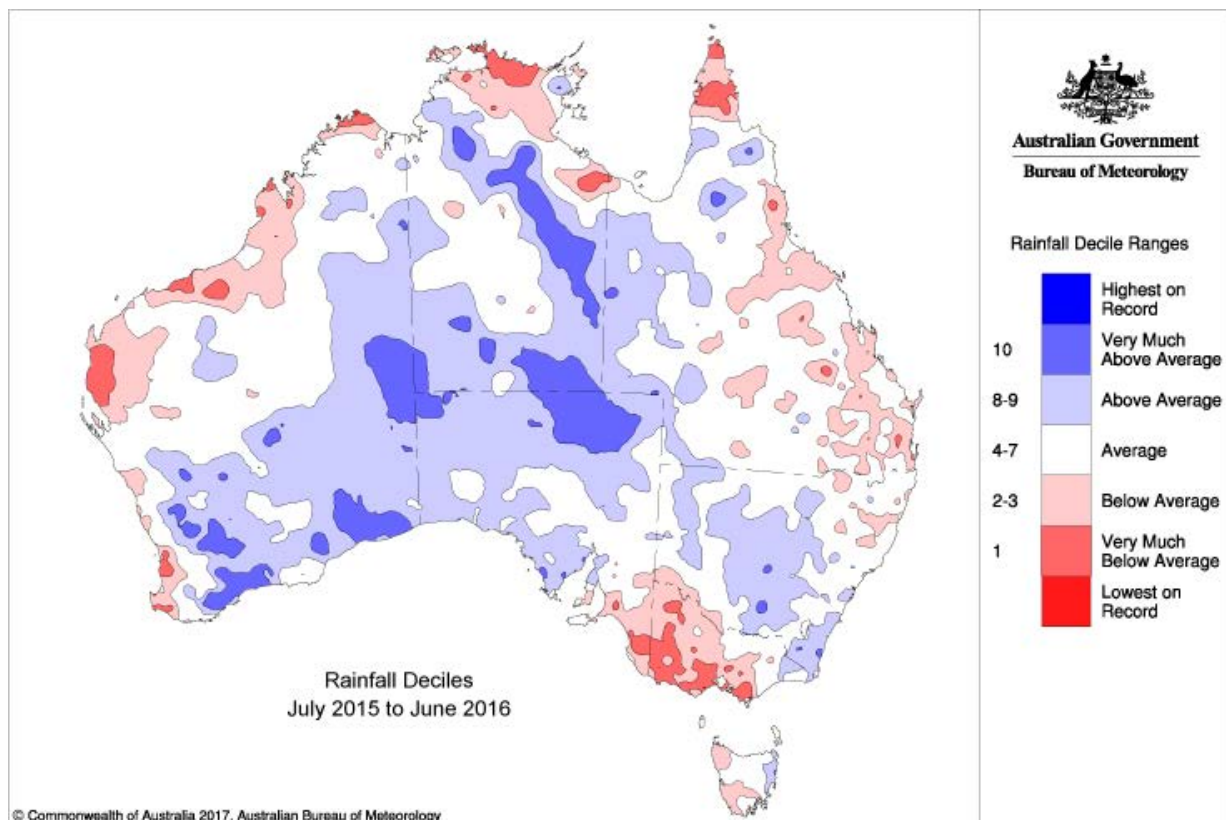 Australian Government
Bureau of Meteorology
Rainfall Decile Ranges
Highest on
Record
10
Very Much
Above Average
8-9
Above Average
4-7
Average
2-3
Below Average
1
Very Much
Below Average
Lowest on
Record
Rainfall Deciles
July 2015 to June 2016
© Commonwealth of Australia 2017, Australian Bureau of Meteorology